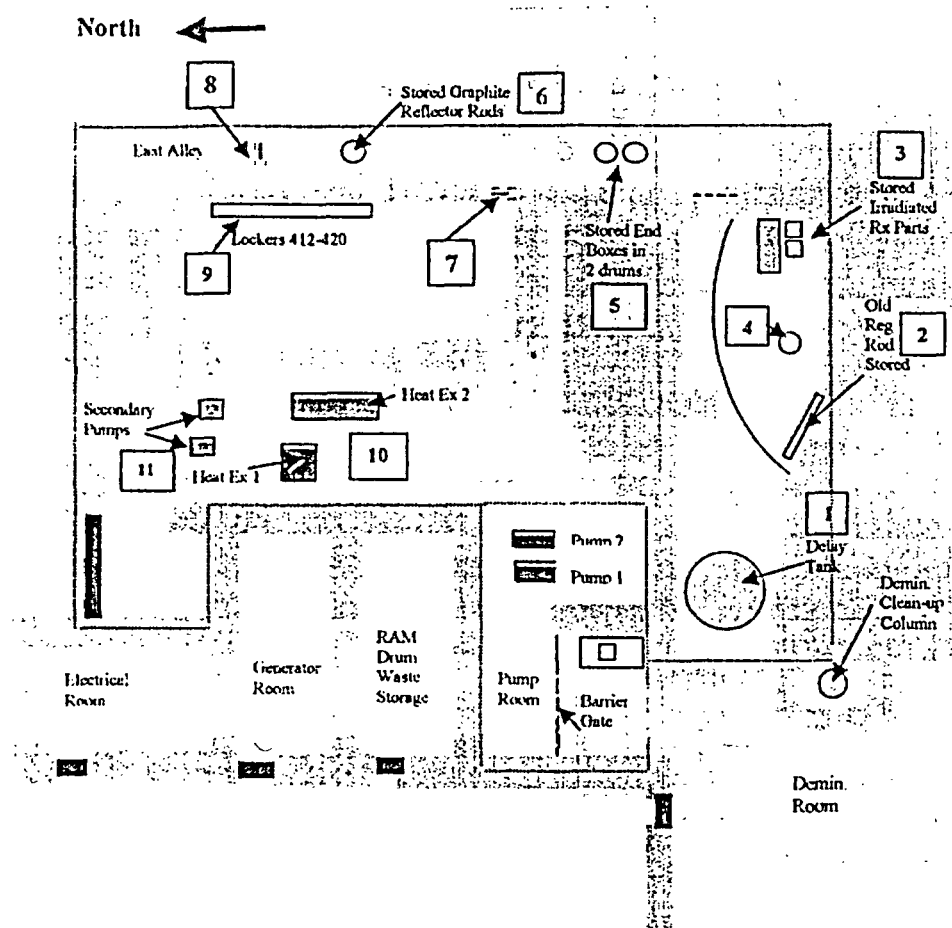 North
8
Stored Graphite
Reflector Rods
6
East Alley
3
Stored
Irradiated
Rx Parts
Lockers 412-420
9
7
Stored End
Boxes in
2 drums
5
4
Old
Reg
Rod
Stored
2
Heat Ex 2
Secondary
Pumps
11
Heat Ex 1
10
1
Delay
Tank
Pump 2
Pump 1
Demin.
Clean-up
Column
Electrical
Room
Generator
Room
RAM
Drum
Waste
Storage
Pump
Room
Barrier
Gate
Demin.
Room